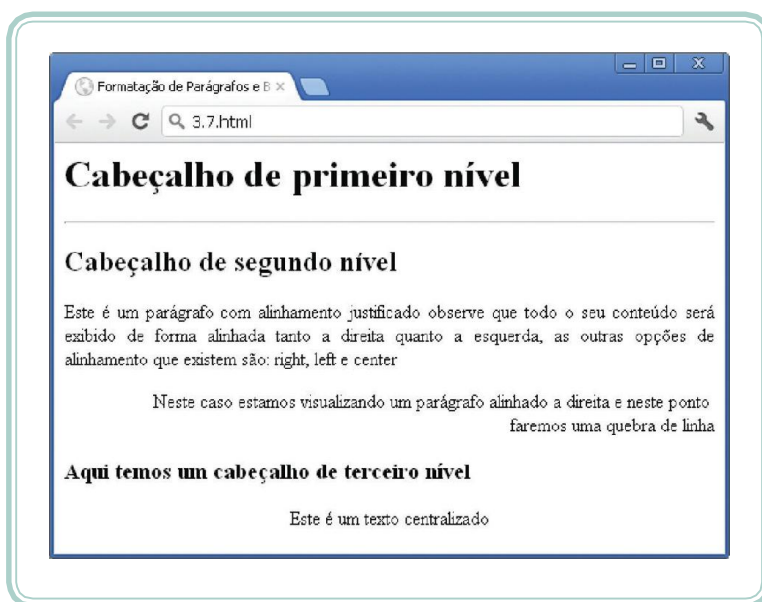 Formatação de Parágrafos e B
3.7.html
Cabeçalho de primeiro nível
Cabeçalho de segundo nível
Este é um parágrafo com alinhamento justificado observe que todo o seu conteúdo será
exibido de forma alinhada tanto a direita quanto a esquerda, as outras opções de
alinhamento que existem são: right, left e center
Neste caso estamos visualizando um parágrafo alinhado a direita e neste ponto
faremos uma quebra de linha
Aqui temos um cabeçalho de terceiro nível
Este é um texto centralizado